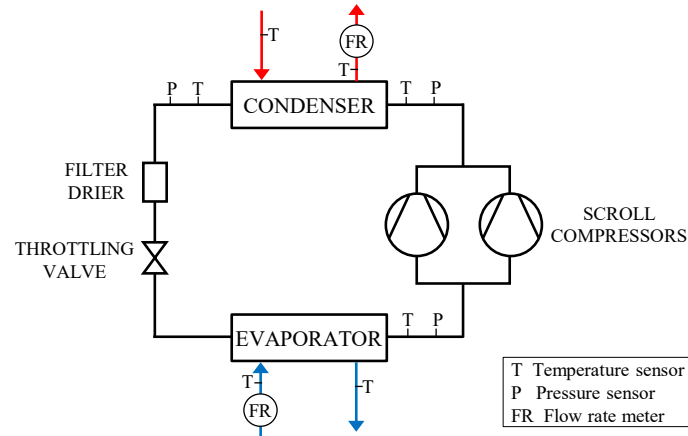 T
FR
T
P T
CONDENSER
T P
FILTER
DRIER
THROTTLING
VALVE
SCROLL
COMPRESSORS
EVAPORATOR
T P
T
T
FR
T Temperature sensor
P Pressure sensor
FR Flow rate meter